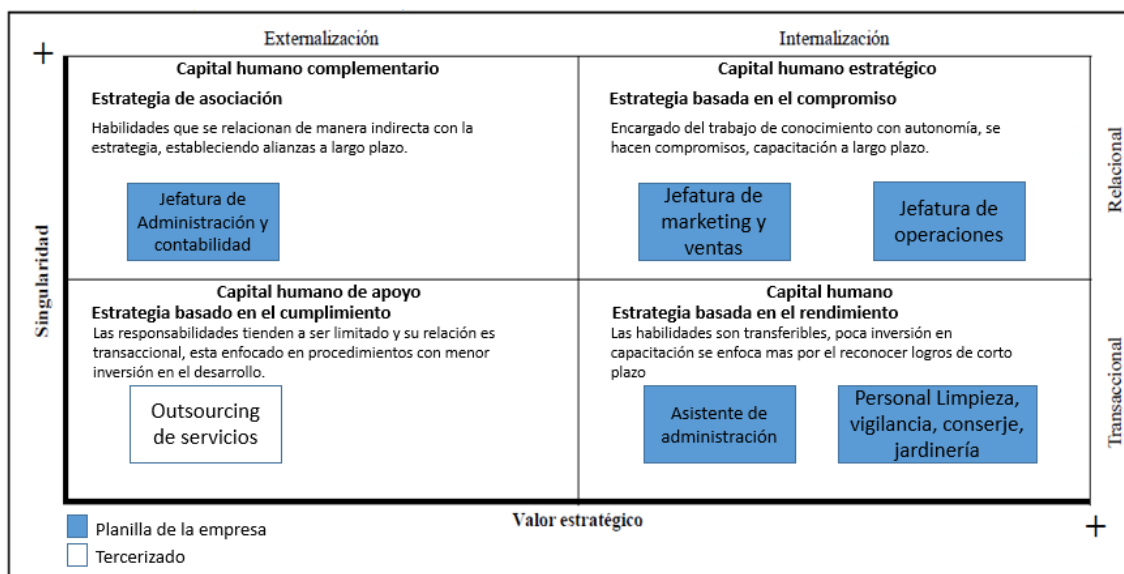 Externalización
Internalización
+
Capital humano complementario
Estrategia de asociación
Habilidades que se relacionan de manera indirecta con la
estrategia, estableciendo alianzas a largo plazo.
Jefatura de
Administración y
contabilidad
Capital humano estratégico
Estrategia basada en el compromiso
Encargado del trabajo de conocimiento con autonomía, se
hacen compromisos, capacitación a largo plazo.
Jefatura de
marketing y
ventas
Jefatura de
operaciones
Relacional
Singularidad
Capital humano de apoyo
Estrategia basado en el cumplimiento
Las responsabilidades tienden a ser limitado y su relación es
transaccional, esta enfocado en procedimientos con menor
inversión en el desarrollo.
Outsourcing
de servicios
Capital humano
Estrategia basada en el rendimiento
Las habilidades son transferibles, poca inversión en
capacitación se enfoca mas por el reconocer logros de corto
plazo
Asistente de
administración
Personal Limpieza,
vigilancia, conserje,
jardinería
Transaccional
Valor estratégico
+
Planilla de la empresa
Tercerizado